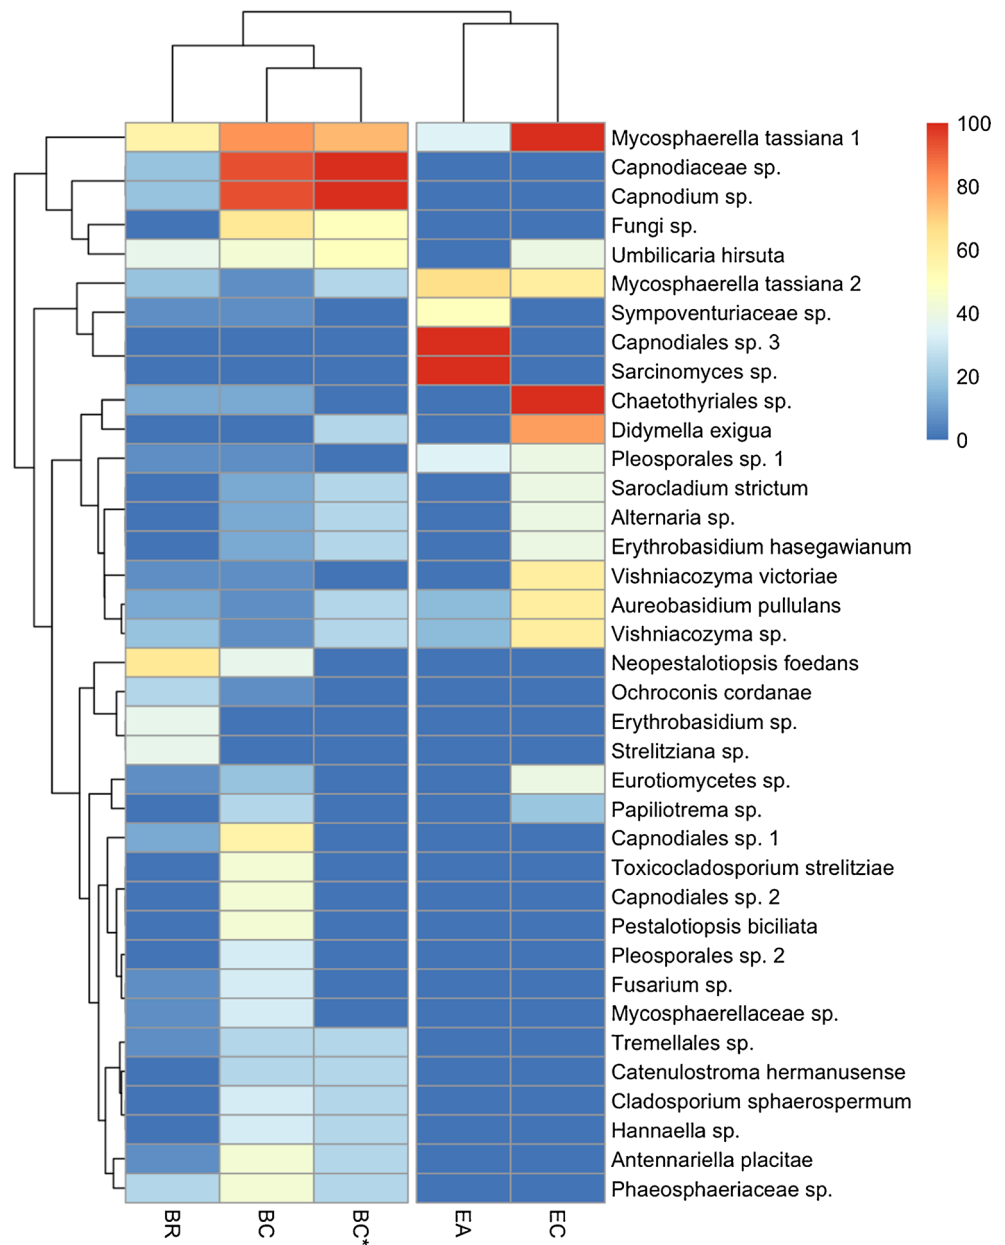 Mycosphaerella tassiana 1
Capnodiaceae sp.
Capnodium sp.
Fungi sp.
Umbilicaria hirsuta
Mycosphaerella tassiana 2
Sympoventuriaceae sp.
Capnodiales sp. 3
Sarcinomyces sp.
Chaetothyriales sp.
Didymella exigua
Pleosporales sp. 1
Sarocladium strictum
Alternaria sp.
Erythrobasidium hasegawianum
Vishniacozyma victoriae
Aureobasidium pullulans
Vishniacozyma sp.
Neopestalotiopsis foedans
Ochroconis cordanae
Erythrobasidium sp.
Strelitziana sp.
Eurotiomycetes sp.
Papiliotrema sp.
Capnodiales sp. 1
Toxicocladosporium strelitziae
Capnodiales sp. 2
Pestalotiopsis biciliata
Pleosporales sp. 2
Fusarium sp.
Mycosphaerellaceae sp.
Tremellales sp.
Catenulostroma hermanusense
Cladosporium sphaerospermum
Hannaella sp.
Antennariella placitae
Phaeosphaeriaceae sp.
BR
BC
BC*
EA
EC
100
80
60
40
20
0